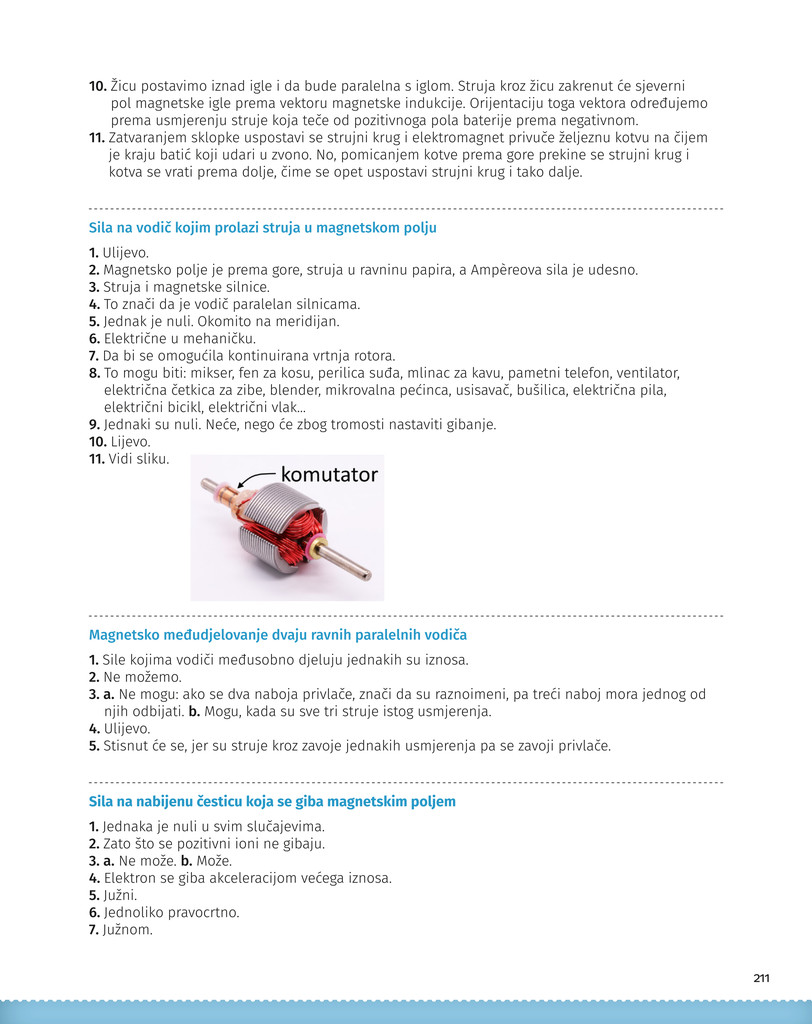 10. Žicu postavimo iznad igle i da bude paralelna s iglom. Struja kroz žicu zakrenut će sjeverni
pol magnetske igle prema vektoru magnetske indukcije. Orijentaciju toga vektora određujemo
prema usmjerenju struje koja teče od pozitivnoga pola baterije prema negativnom.
11. Zatvaranjem sklopke uspostavi se strujni krug i elektromagnet privuče željeznu kotvu na čijem
je kraju batić koji udari u zvono. No, pomicanjem kotve prema gore prekine se strujni krug i
kotva se vrati prema dolje, čime se opet uspostavi strujni krug i tako dalje.
Sila na vodič kojim prolazi struja u magnetskom polju
1. Ulijevo.
2. Magnetsko polje je prema gore, struja u ravninu papira, a Ampèreova sila je udesno.
3. Struja i magnetske silnice.
4. To znači da je vodič paralelan silnicama.
5. Jednak je nuli. Okomito na meridijan.
6. Električne u mehaničku.
7. Da bi se omogućila kontinuirana vrtnja rotora.
8. To mogu biti: mikser, fen za kosu, perilica suđa, mlinac za kavu, pametni telefon, ventilator,
električna četkica za zibe, blender, mikrovalna pećinca, usisavač, bušilica, električna pila,
električni bicikl, električni vlak...
9. Jednaki su nuli. Neće, nego će zbog tromosti nastaviti gibanje.
10. Lijevo.
11. Vidi sliku.
komutator
Magnetsko međudjelovanje dvaju ravnih paralelnih vodiča
1. Sile kojima vodiči međusobno djeluju jednakih su iznosa.
2. Ne možemo.
3. a. Ne mogu: ako se dva naboja privlače, znači da su raznoimeni, pa treći naboj mora jednog od
njih odbijati. b. Mogu, kada su sve tri struje istog usmjerenja.
4. Ulijevo.
5. Stisnut će se, jer su struje kroz zavoje jednakih usmjerenja pa se zavoji privlače.
Sila na nabijenu česticu koja se giba magnetskim poljem
1. Jednaka je nuli u svim slučajevima.
2. Zato što se pozitivni ioni ne gibaju.
3. a. Ne može. b. Može.
4. Elektron se giba akceleracijom većega iznosa.
5. Južni.
6. Jednoliko pravocrtno.
7. Južnom.
211